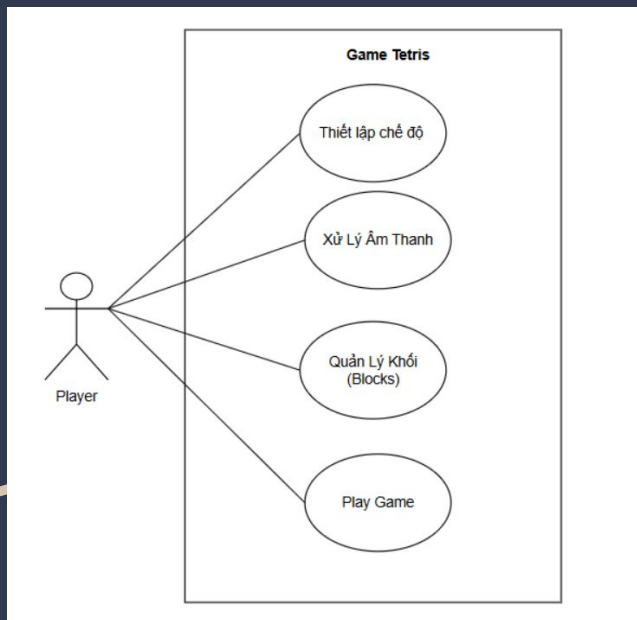 Game Tetris
Thiết lập chế độ
Xử Lý Âm Thanh
Quản Lý Khối
(Blocks)
Play Game
Player